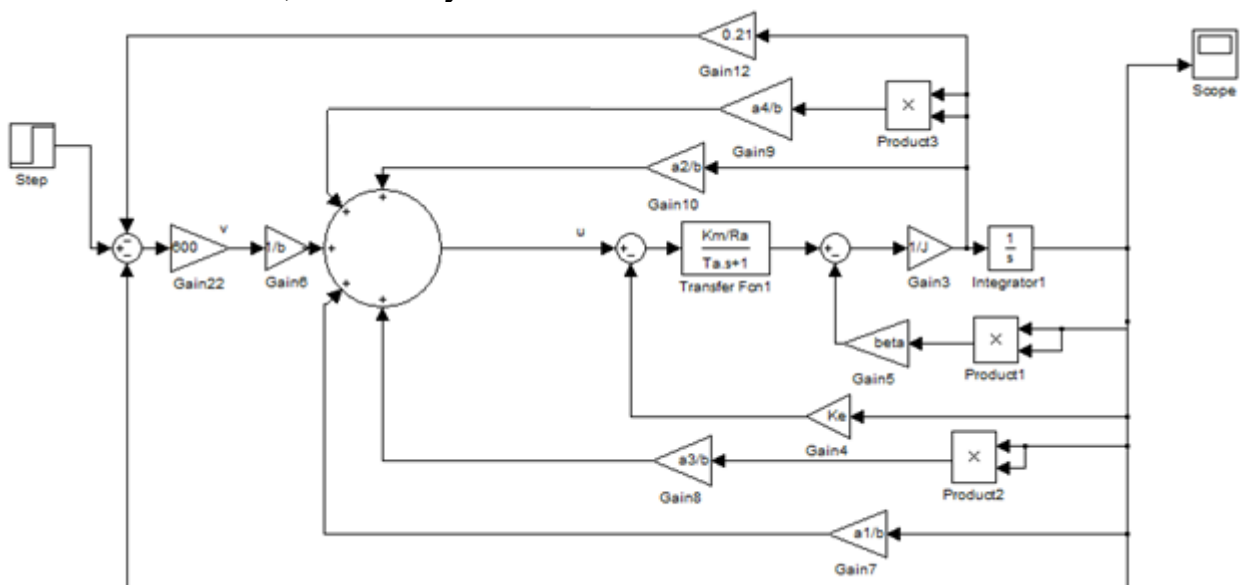 0.21
Gain12
Scope
a4/b
×
Product3
Gain9
Step
a2/b
Gain10
+
+
+
+
+
u
v
+
−
−
600
Gain22
1/b
Gain6
+
−
Km/Ra
Ta.s+1
Transfer Fcn1
+
−
1/J
Gain3
1
s
Integrator1
beta
Gain5
×
Product1
Ke
Gain4
a3/b
Gain8
×
Product2
a1/b
Gain7